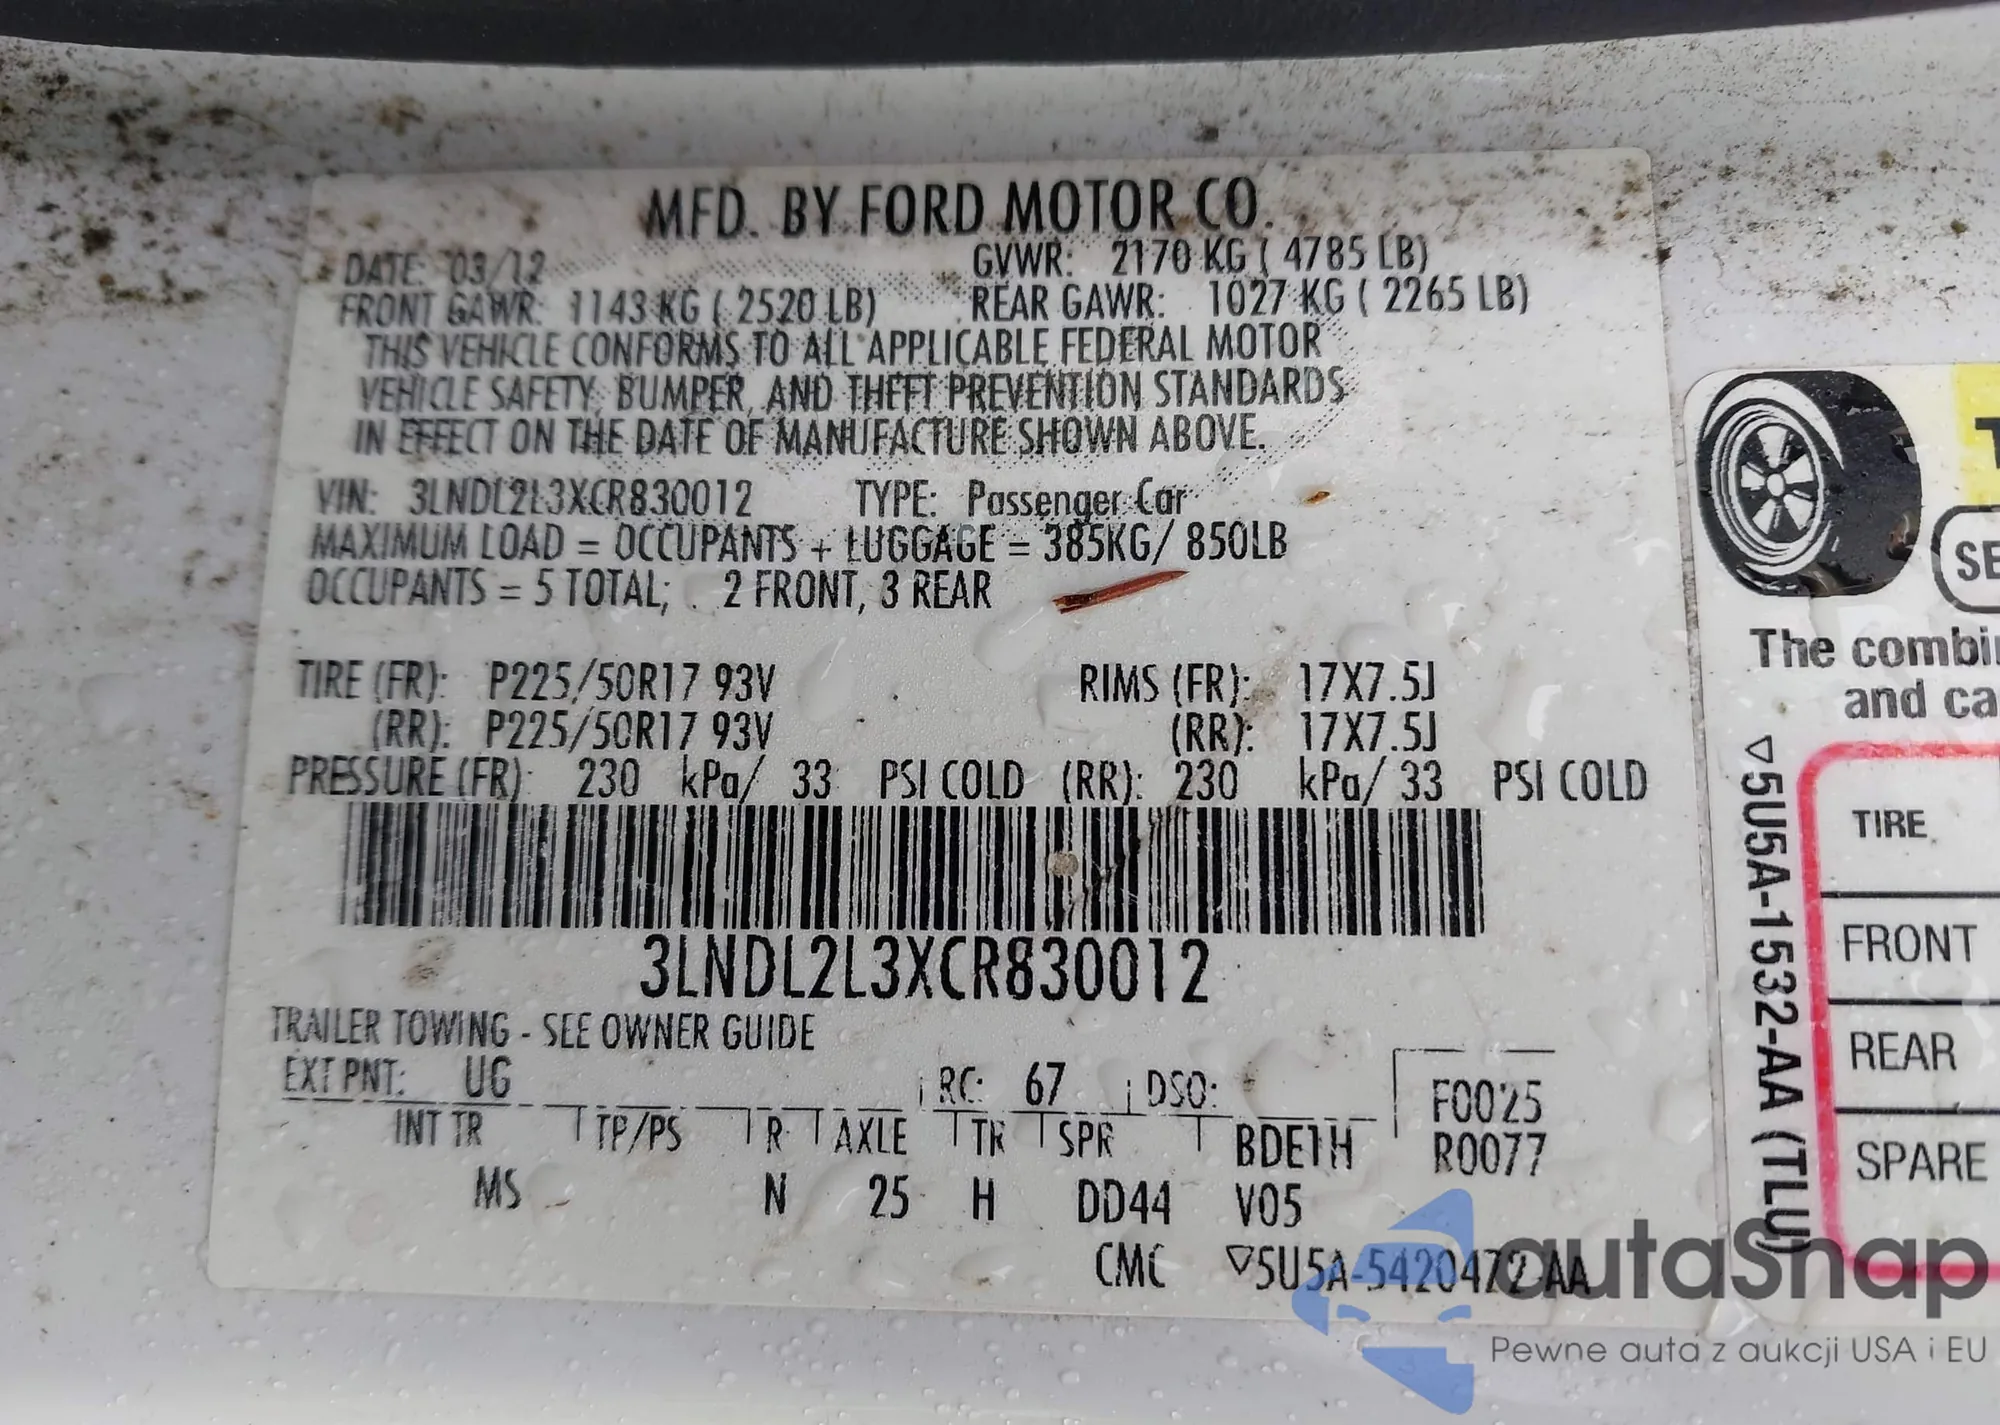 MFD. BY FORD MOTOR CO.
DATE: 03/12 GVWR: 2170 KG ( 4785 LB)
FRONT GAWR: 1143 KG ( 2520 LB) REAR GAWR: 1027 KG ( 2265 LB)
THIS VEHICLE CONFORMS TO ALL APPLICABLE FEDERAL MOTOR
VEHICLE SAFETY, BUMPER, AND THEFT PREVENTION STANDARDS
IN EFFECT ON THE DATE OF MANUFACTURE SHOWN ABOVE.
VIN: 3LNDL2L3XCR830012 TYPE: Passenger Car
MAXIMUM LOAD = OCCUPANTS + LUGGAGE = 385KG/ 850LB
OCCUPANTS = 5 TOTAL; 2 FRONT, 3 REAR
TIRE (FR): P225/50R17 93V RIMS (FR): 17X7.5J
(RR): P225/50R17 93V (RR): 17X7.5J
PRESSURE (FR): 230 kPa/ 33 PSI COLD (RR): 230 kPa/ 33 PSI COLD
3LNDL2L3XCR830012
TRAILER TOWING - SEE OWNER GUIDE
EXT PNT: UG RC: 67 DSO: F0025
INT TR TP/PS R AXLE TR SPR BDE1H R0077
MS N 25 H DD44 V05
CMC ▽5U5A-5420472-AA
The combi
and ca
▽5U5A-1532-AA (TLU)
TIRE
FRONT
REAR
SPARE
autoSnap
Pewne auta z aukcji USA i EU